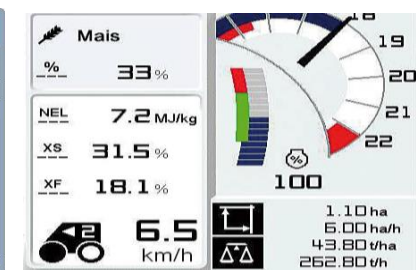 Mais
% 33%
NEL 7.2 MJ/kg
XS 31.5%
XF 18.1%
2
6.5
km/h
18
19
20
21
22
%
100
1.10 ha
6.00 ha/h
43.80 t/ha
262.80 t/h